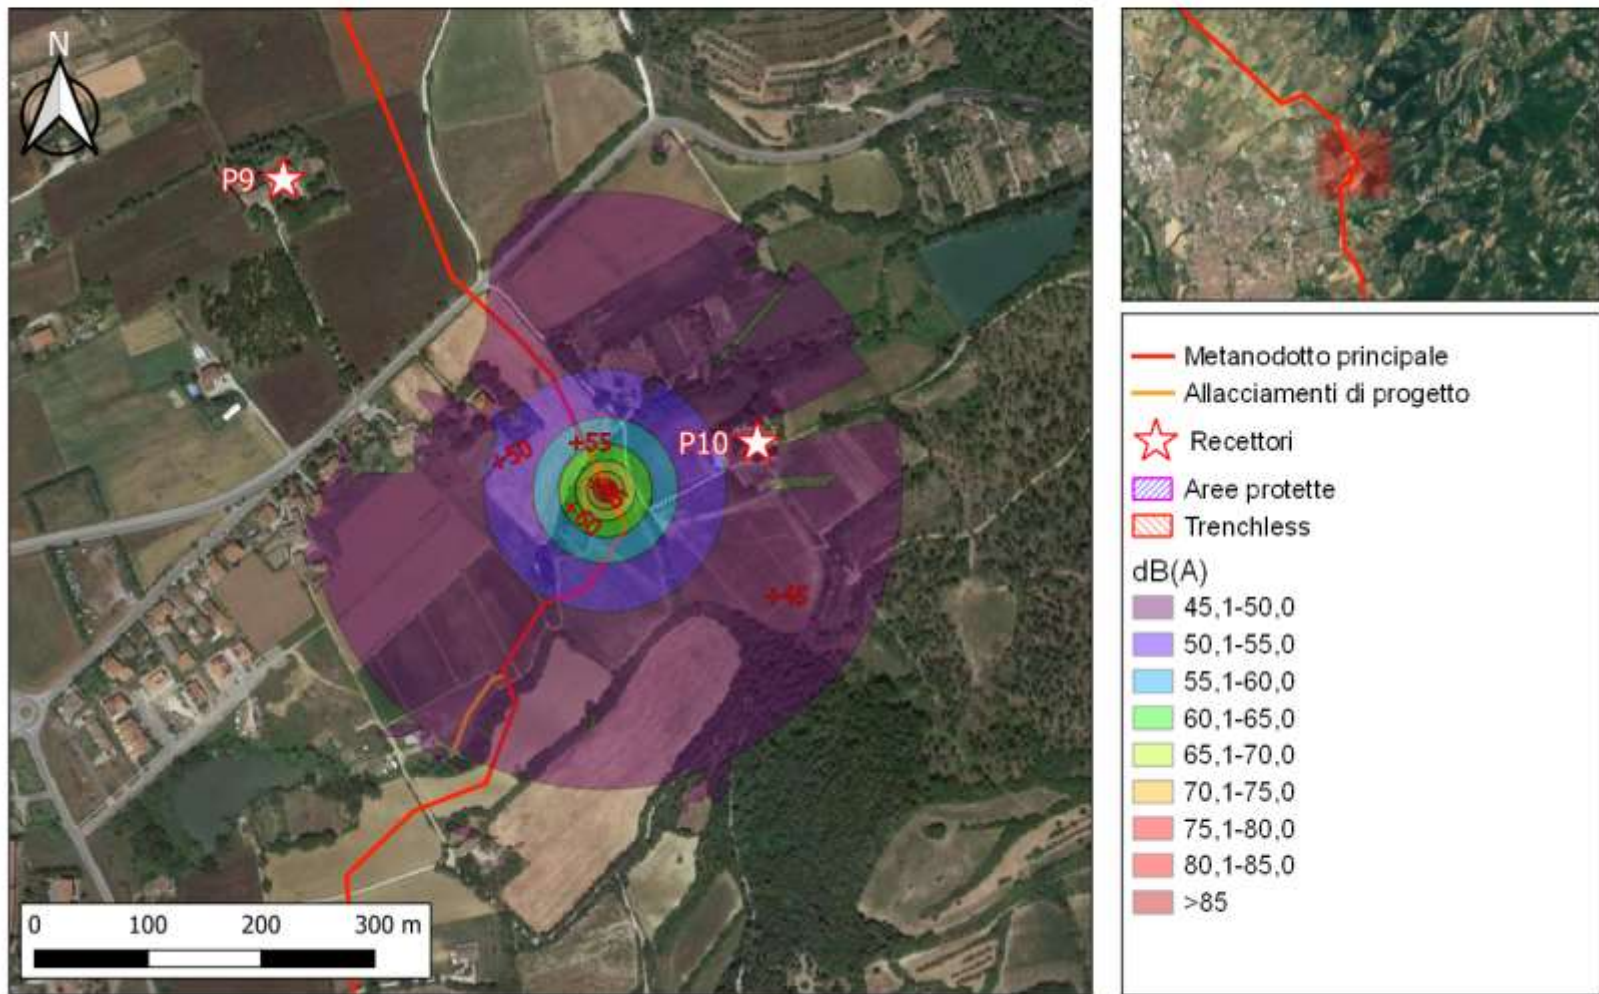 N
P9
+50
+55
P10
+60
+45
0 100 200 300 m
Metanodotto principale
Allacciamenti di progetto
Recettori
Aree protette
Trenchless
dB(A)
45,1-50,0
50,1-55,0
55,1-60,0
60,1-65,0
65,1-70,0
70,1-75,0
75,1-80,0
80,1-85,0
>85